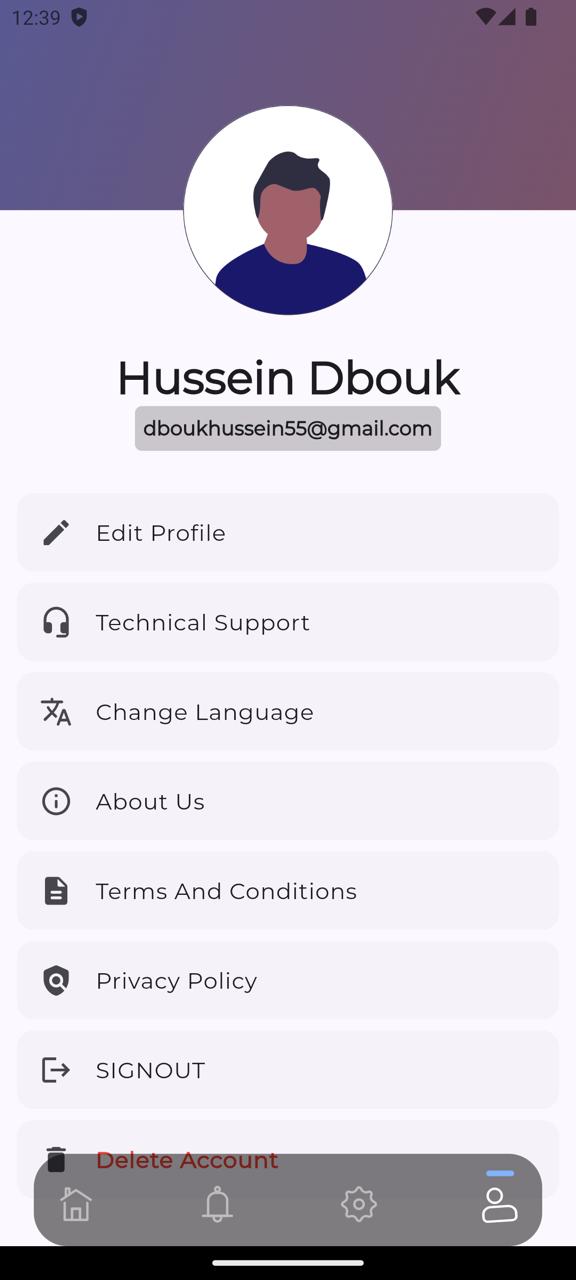 12:39
Hussein Dbouk
dboukhussein55@gmail.com
Edit Profile
Technical Support
Change Language
About Us
Terms And Conditions
Privacy Policy
SIGNOUT
Delete Account